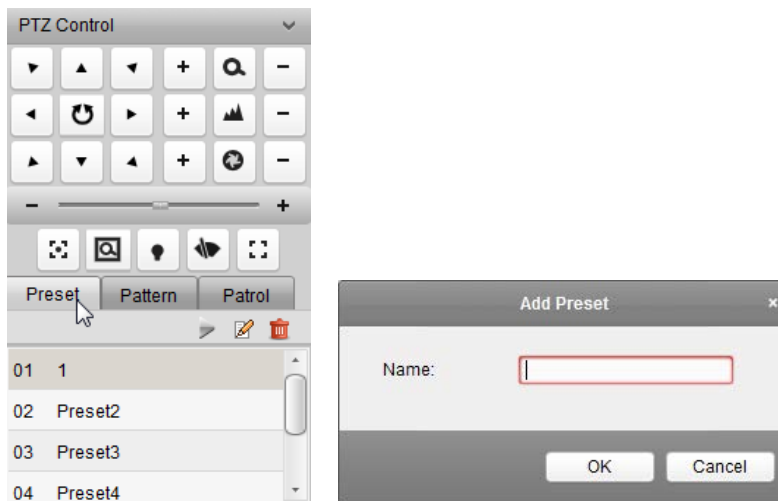 PTZ Control
Preset Pattern Patrol
01 1
02 Preset2
03 Preset3
04 Preset4
Add Preset ×
Name:
OK Cancel